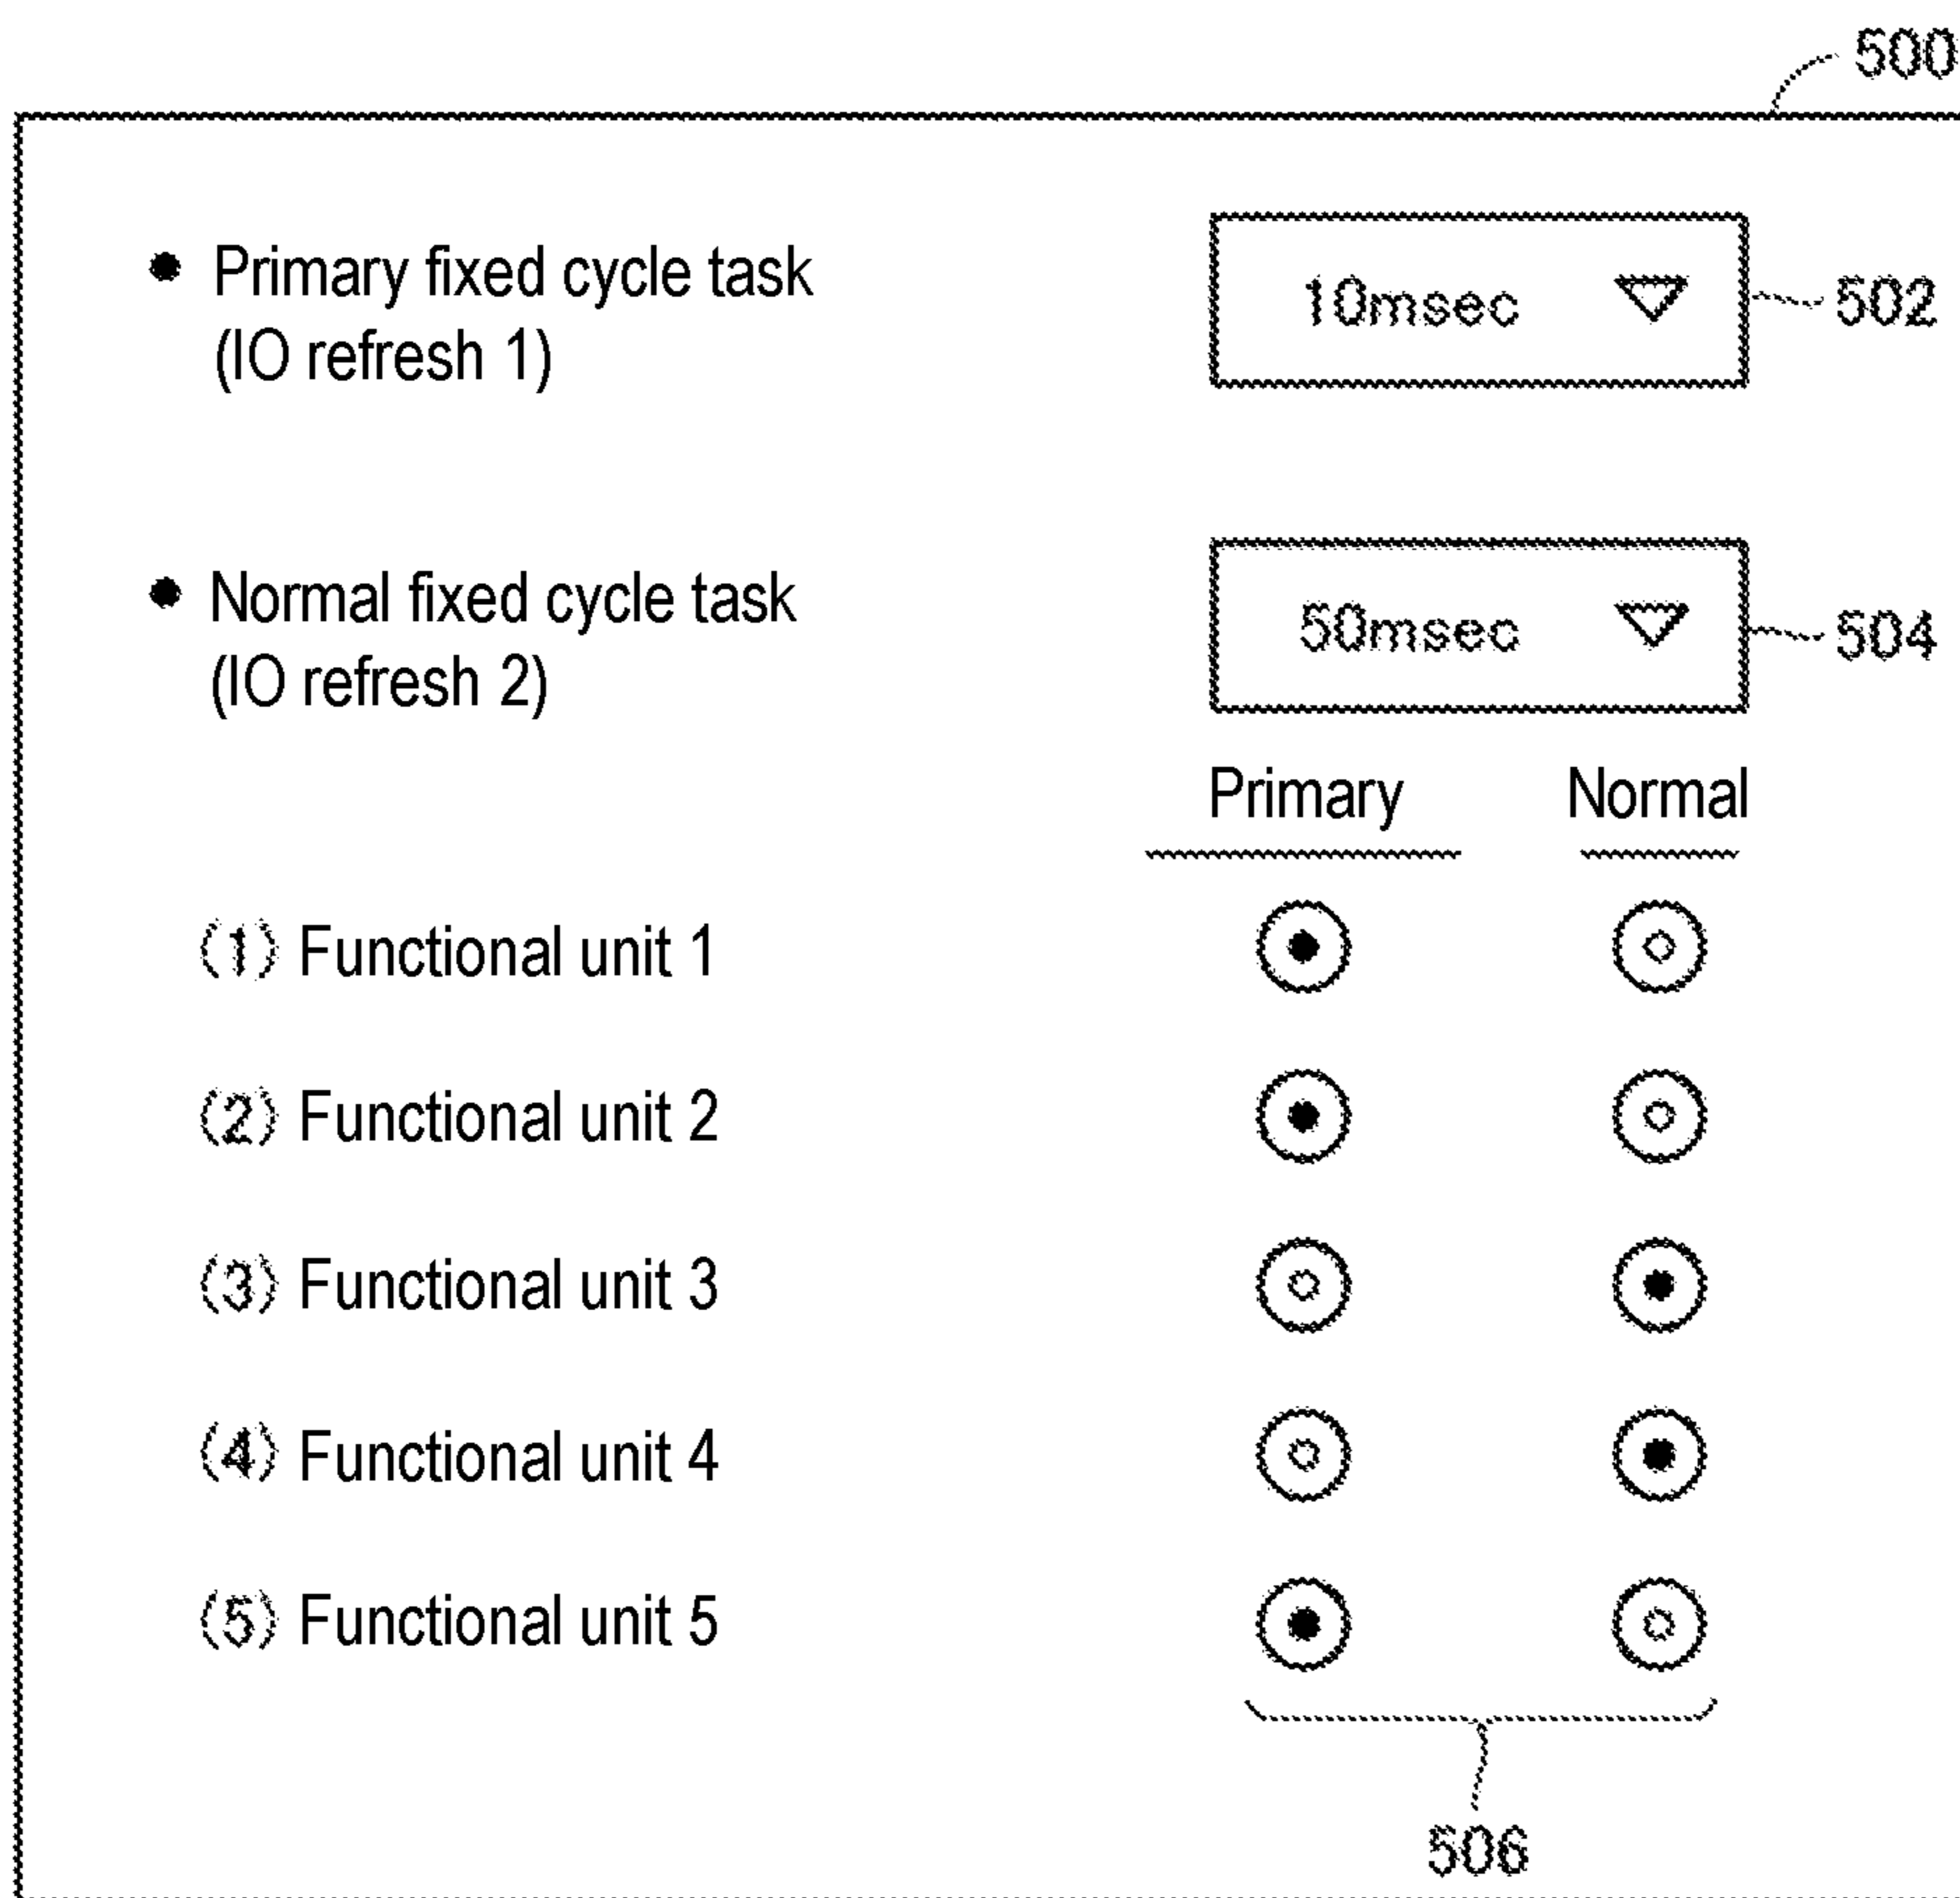 500
● Primary fixed cycle task
(IO refresh 1)
10msec ▽
502
● Normal fixed cycle task
(IO refresh 2)
50msec ▽
504
Primary Normal
(1) Functional unit 1
(2) Functional unit 2
(3) Functional unit 3
(4) Functional unit 4
(5) Functional unit 5
506